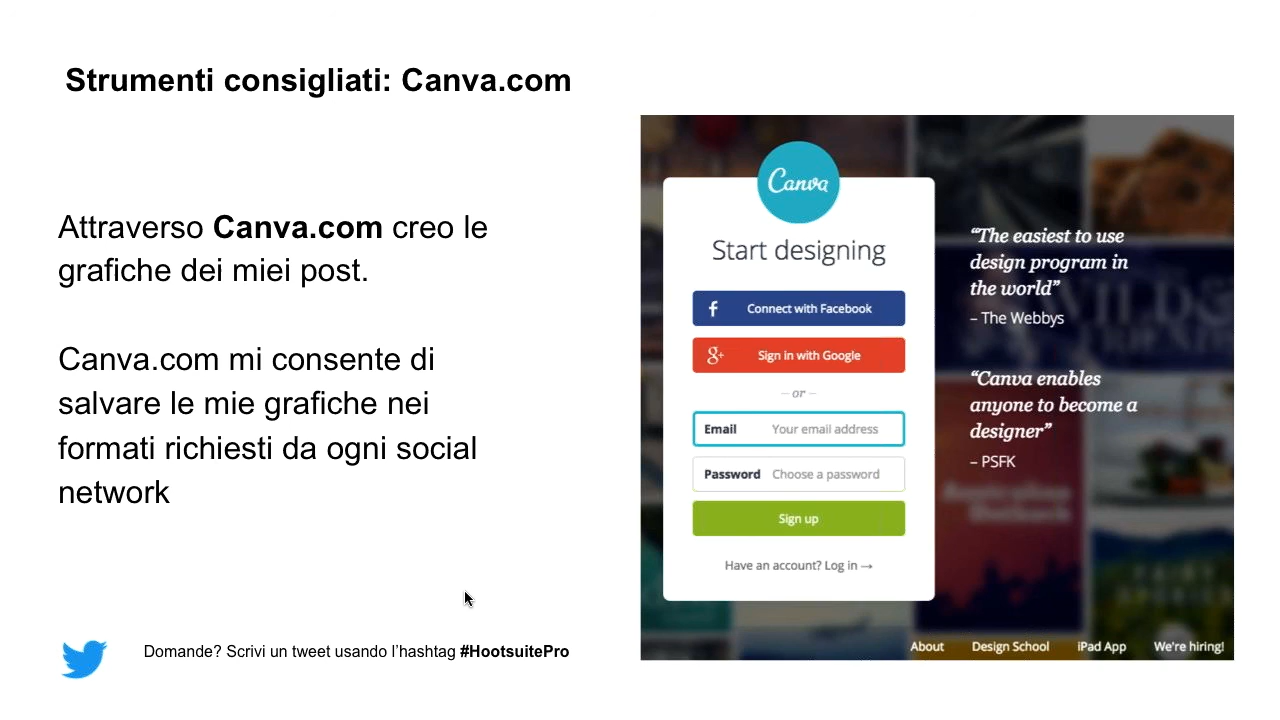 Strumenti consigliati: Canva.com
Attraverso Canva.com creo le
grafiche dei miei post.
Canva.com mi consente di
salvare le mie grafiche nei
formati richiesti da ogni social
network
Domande? Scrivi un tweet usando l'hashtag #HootsuitePro
Canva
Start designing
f Connect with Facebook
g+ Sign in with Google
– or –
Email Your email address
Password Choose a password
Sign up
Have an account? Log in →
“The easiest to use
design program in
the world”
– The Webbys
“Canva enables
anyone to become a
designer”
– PSFK
About Design School iPad App We're hiring!